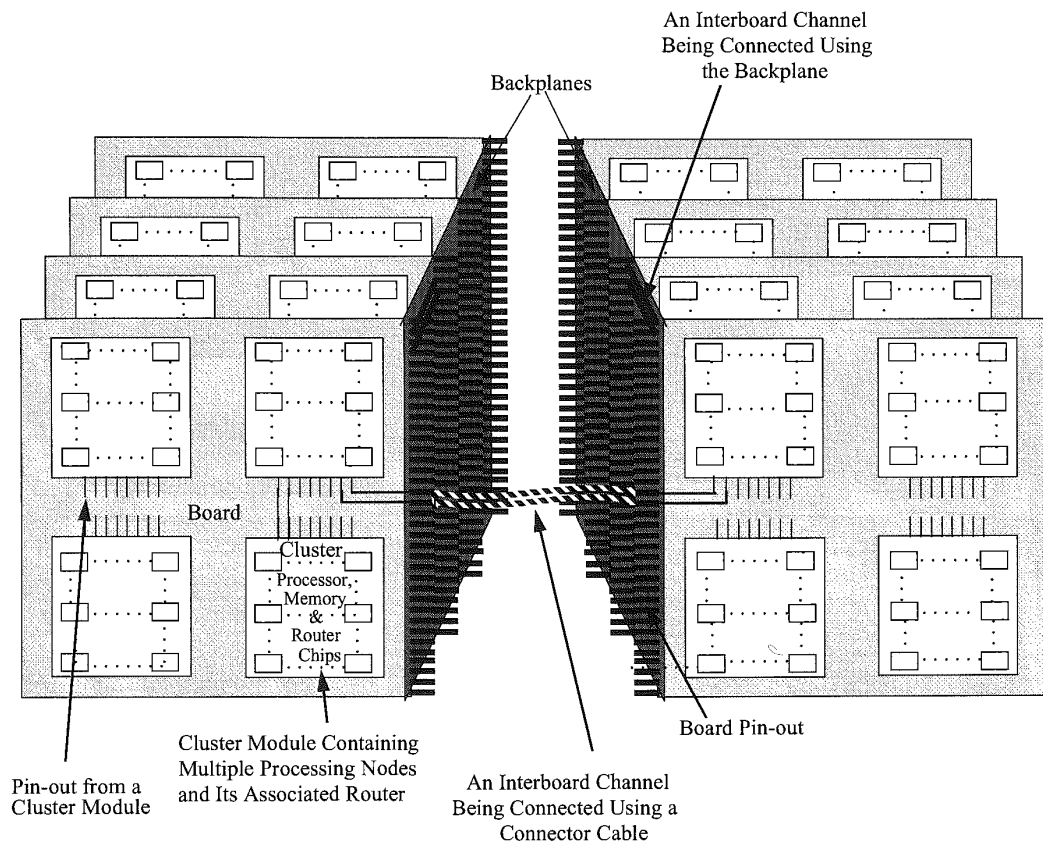 An Interboard Channel
Being Connected Using
the Backplane
Backplanes
Board
Cluster
Processor,
Memory
&
Router
Chips
Board Pin-out
Cluster Module Containing
Multiple Processing Nodes
and Its Associated Router
Pin-out from a
Cluster Module
An Interboard Channel
Being Connected Using a
Connector Cable